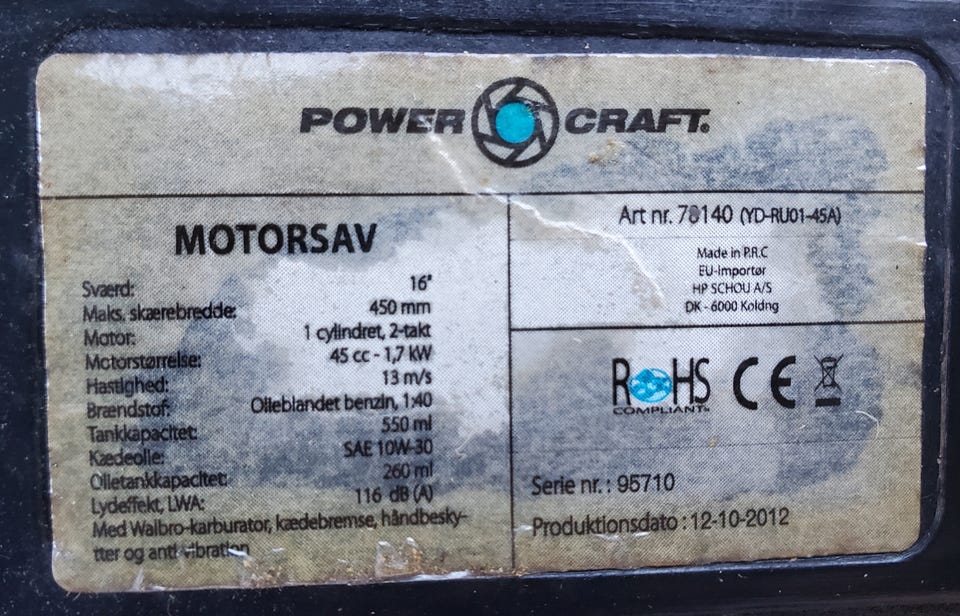 POWER CRAFT®
MOTORSAV
Sværd: 16"
Maks. skærebredde: 450 mm
Motor: 1 cylindret, 2-takt
Motorstørrelse: 45 cc - 1,7 kW
Hastighed: 13 m/s
Brændstof: Olieblandet benzin, 1:40
Tankkapacitet: 550 ml
Kædeolie: SAE 10W-30
Olietankkapacitet: 260 ml
Lydeffekt, LWA: 116 dB (A)
Med Walbro-karburator, kædebremse, håndbesky-
tter og anti vibration
Art nr. 78140 (YD-RU01-45A)
Made in P.R.C
EU-Importør
HP SCHOU A/S
DK - 6000 Koldng
ROHS CE
COMPLIANT™
Serie nr. : 95710
Produktionsdato : 12-10-2012